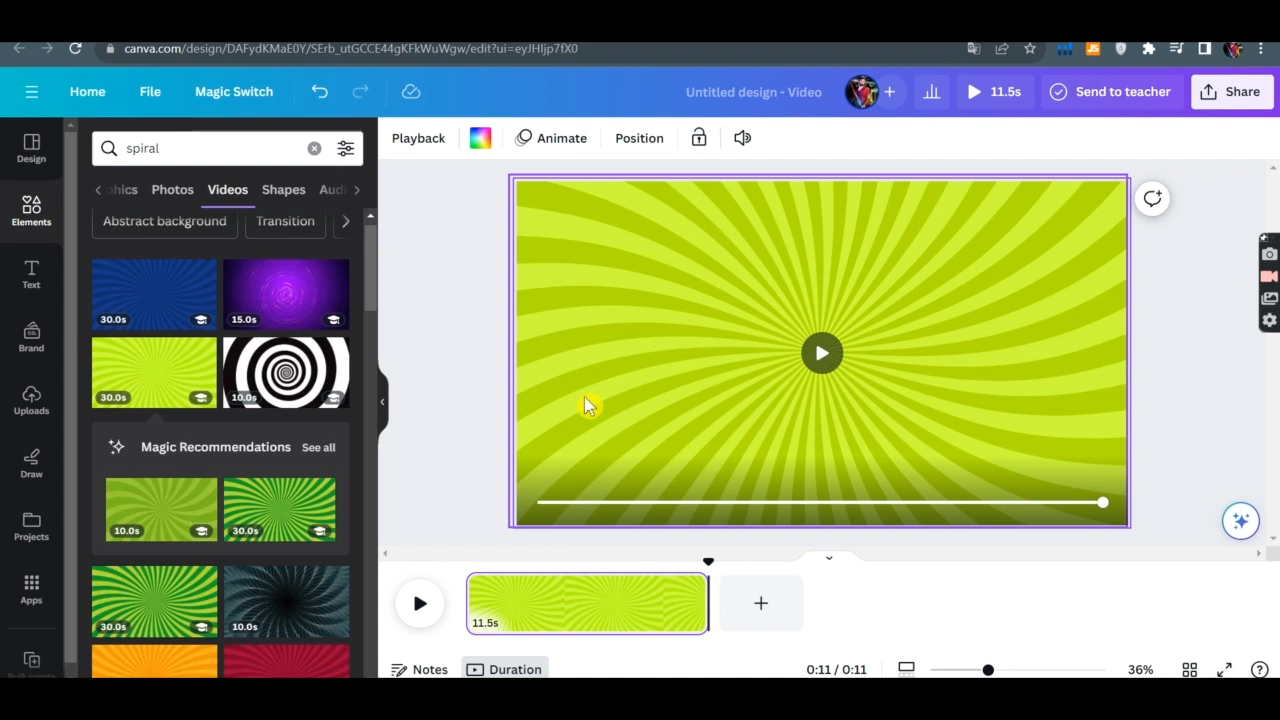 canva.com/design/DAFydKMaE0Y/SErb_utGCCE44gKFkWuWgw/edit?ui=eyJHIjp7fX0
Home File Magic Switch Untitled design - Video 11.5s Send to teacher Share
Playback Animate Position
Design
Elements
Text
Brand
Uploads
Draw
Projects
Apps
spiral
Photos Videos Shapes
Abstract background Transition
30.0s 15.0s
30.0s 10.0s
Magic Recommendations See all
10.0s 30.0s
30.0s 10.0s
11.5s
Notes Duration 0:11 / 0:11 36%